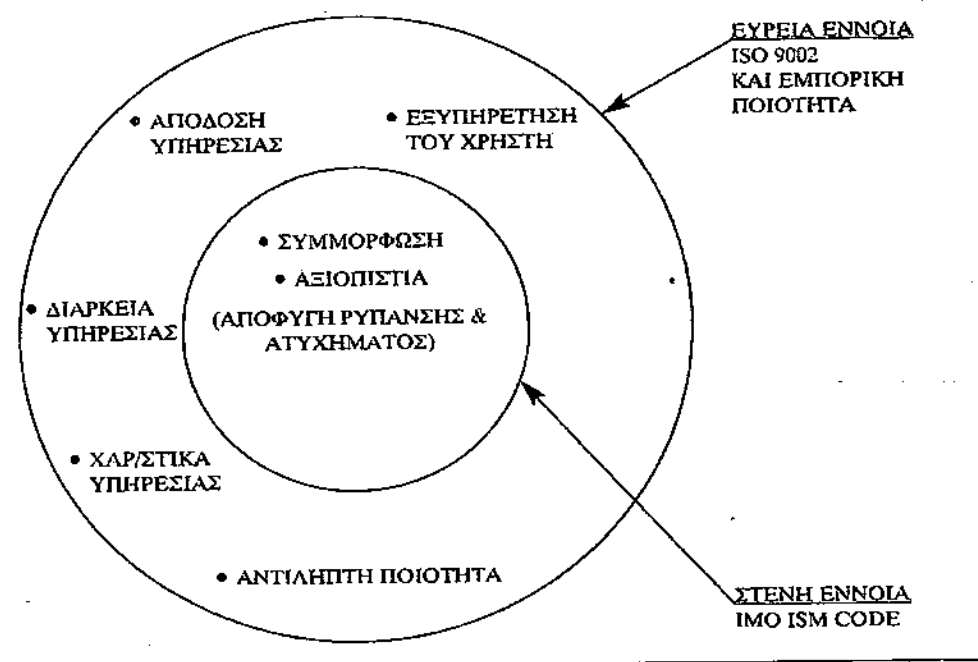 ΕΥΡΕΙΑ ΕΝΝΟΙΑ
ISO 9002
ΚΑΙ ΕΜΠΟΡΙΚΗ
ΠΟΙΟΤΗΤΑ
• ΑΠΟΔΟΣΗ
ΥΠΗΡΕΣΙΑΣ
• ΕΞΥΠΗΡΕΤΗΣΗ
ΤΟΥ ΧΡΗΣΤΗ
• ΣΥΜΜΟΡΦΩΣΗ
• ΑΞΙΟΠΙΣΤΙΑ
(ΑΠΟΦΥΓΗ ΡΥΠΑΝΣΗΣ &
ΑΤΥΧΗΜΑΤΟΣ)
• ΔΙΑΡΚΕΙΑ
ΥΠΗΡΕΣΙΑΣ
• ΧΑΡ/ΣΤΙΚΑ
ΥΠΗΡΕΣΙΑΣ
• ΑΝΤΙΛΗΠΤΗ ΠΟΙΟΤΗΤΑ
ΣΤΕΝΗ ΕΝΝΟΙΑ
IMO ISM CODE